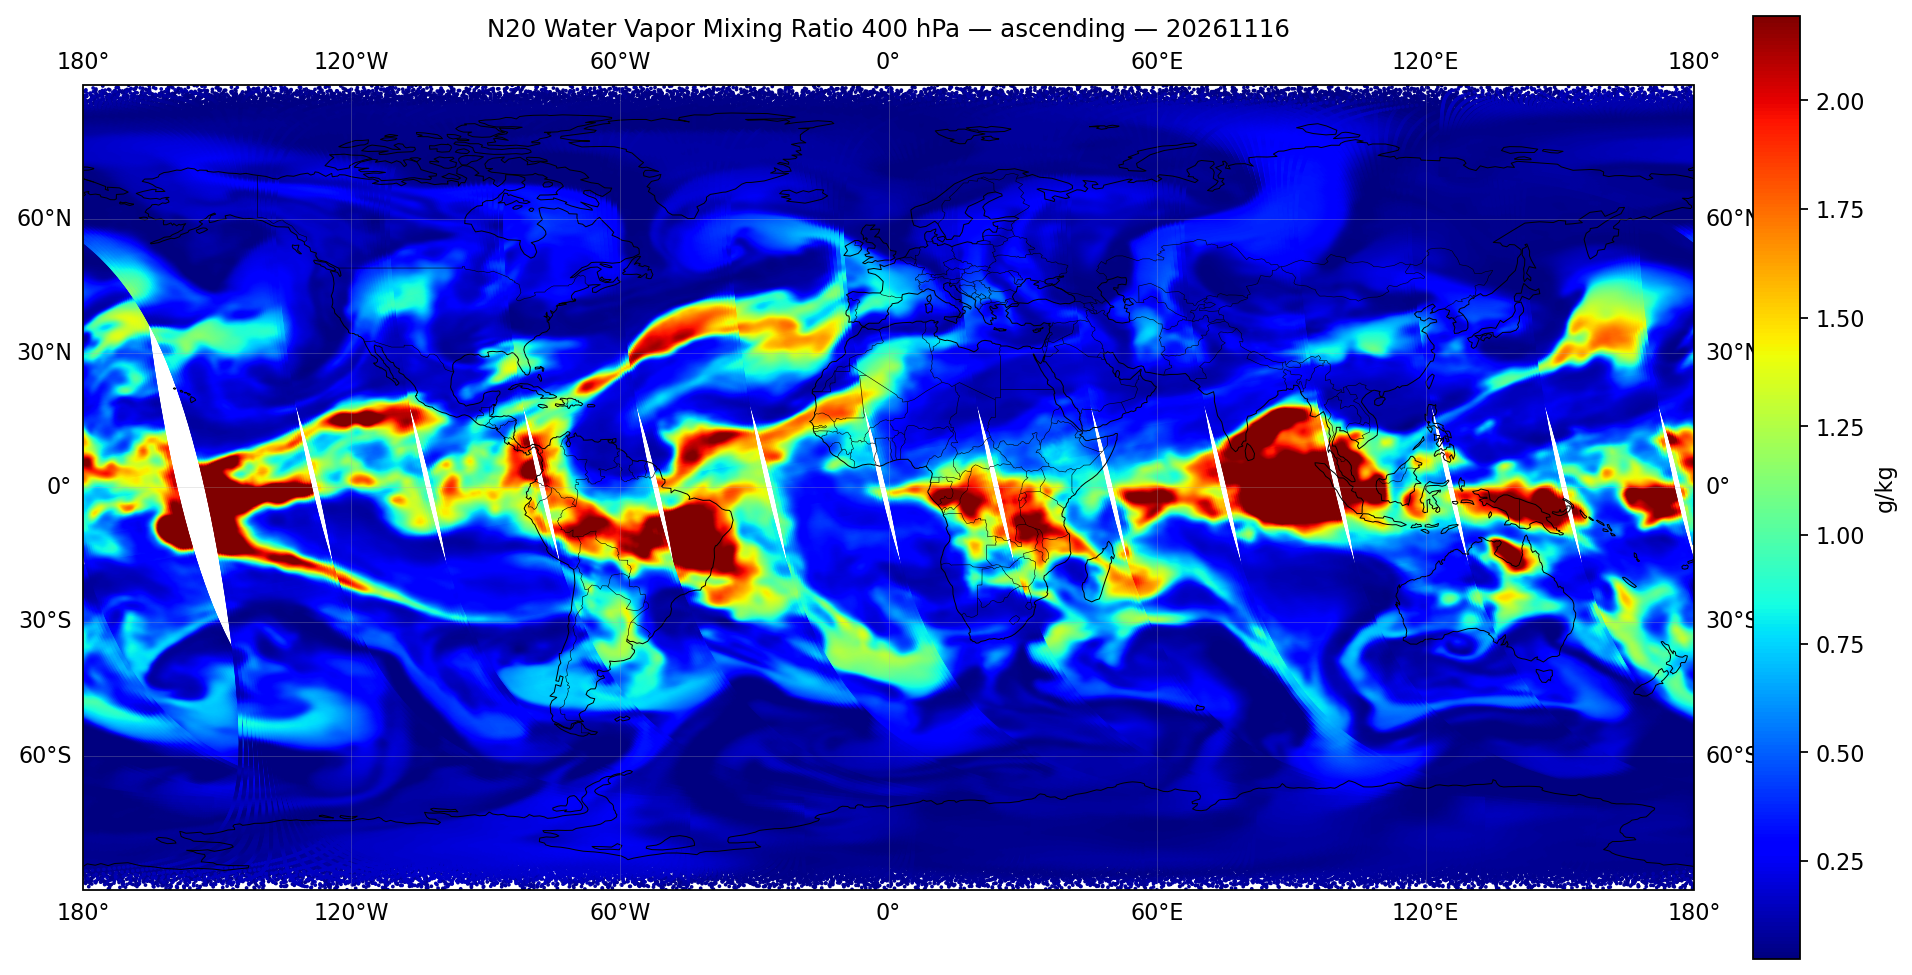 N20 Water Vapor Mixing Ratio 400 hPa — ascending — 20261116
180° 120°W 60°W 0° 60°E 120°E 180°
60°N 60°N
30°N 30°N
0° 0°
30°S 30°S
60°S 60°S
180° 120°W 60°W 0° 60°E 120°E 180°
2.00
1.75
1.50
1.25
1.00
0.75
0.50
0.25
g/kg